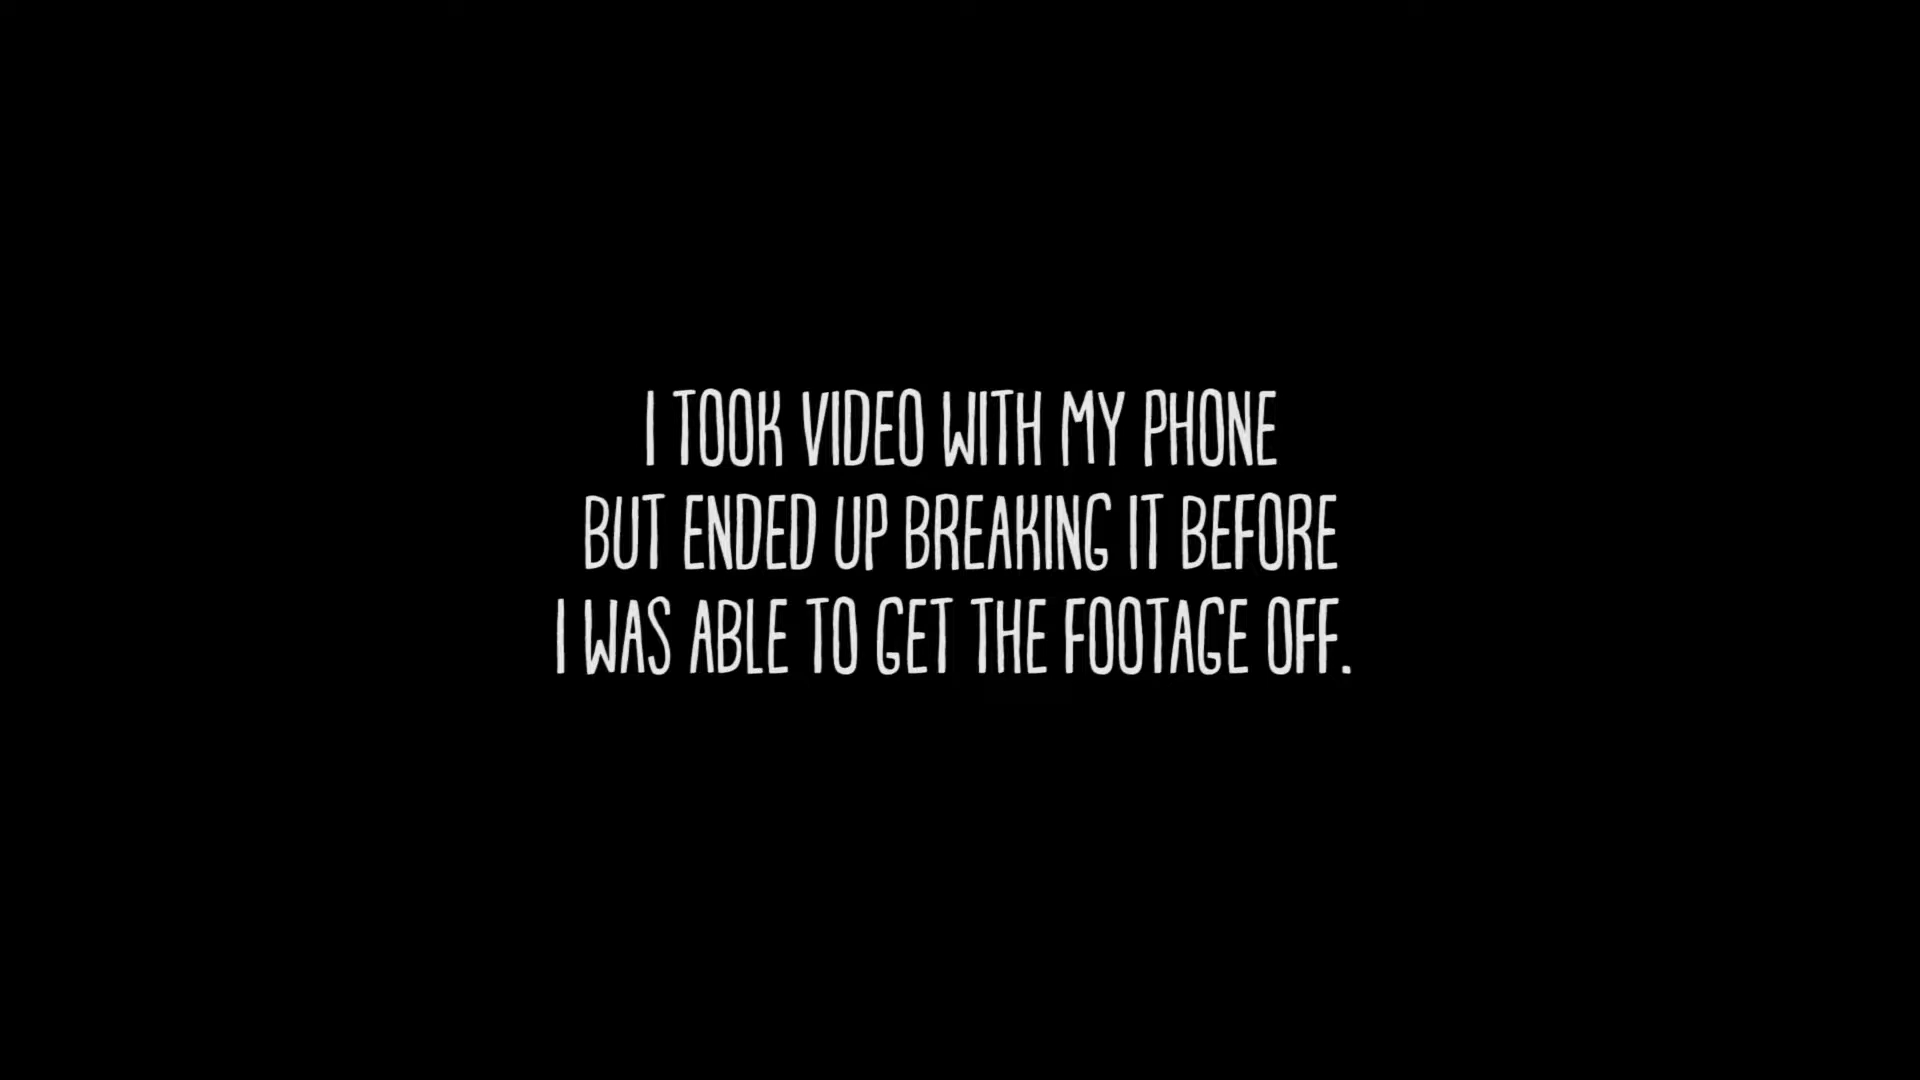 I TOOK VIDEO WITH MY PHONE
BUT ENDED UP BREAKING IT BEFORE
I WAS ABLE TO GET THE FOOTAGE OFF.